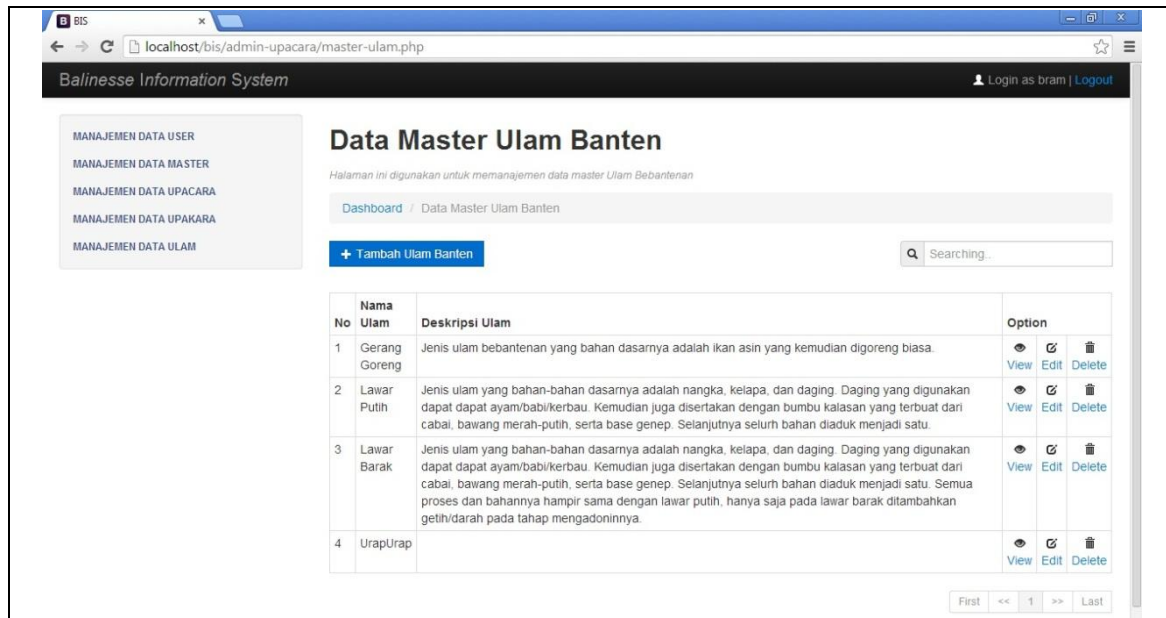 BIS
localhost/bis/admin-upacara/master-ulam.php
Balinesse Information System
Login as bram | Logout
MANAJEMEN DATA USER
MANAJEMEN DATA MASTER
MANAJEMEN DATA UPACARA
MANAJEMEN DATA UPAKARA
MANAJEMEN DATA ULAM
Data Master Ulam Banten
Halaman ini digunakan untuk memanajemen data master Ulam Bebantenan
Dashboard / Data Master Ulam Banten
+ Tambah Ulam Banten
Searching..
No Nama Ulam Deskripsi Ulam Option
1 Gerang Goreng
Jenis ulam bebantenan yang bahan dasarnya adalah ikan asin yang kemudian digoreng biasa.
View Edit Delete
2 Lawar Putih
Jenis ulam yang bahan-bahan dasarnya adalah nangka, kelapa, dan daging. Daging yang digunakan
dapat dapat ayam/babi/kerbau. Kemudian juga disertakan dengan bumbu kalasan yang terbuat dari
cabai, bawang merah-putih, serta base genep. Selanjutnya selurh bahan diaduk menjadi satu.
View Edit Delete
3 Lawar Barak
Jenis ulam yang bahan-bahan dasarnya adalah nangka, kelapa, dan daging. Daging yang digunakan
dapat dapat ayam/babi/kerbau. Kemudian juga disertakan dengan bumbu kalasan yang terbuat dari
cabai, bawang merah-putih, serta base genep. Selanjutnya selurh bahan diaduk menjadi satu. Semua
proses dan bahannya hampir sama dengan lawar putih, hanya saja pada lawar barak ditambahkan
getih/darah pada tahap mengadoninnya.
View Edit Delete
4 UrapUrap
View Edit Delete
First << 1 >> Last